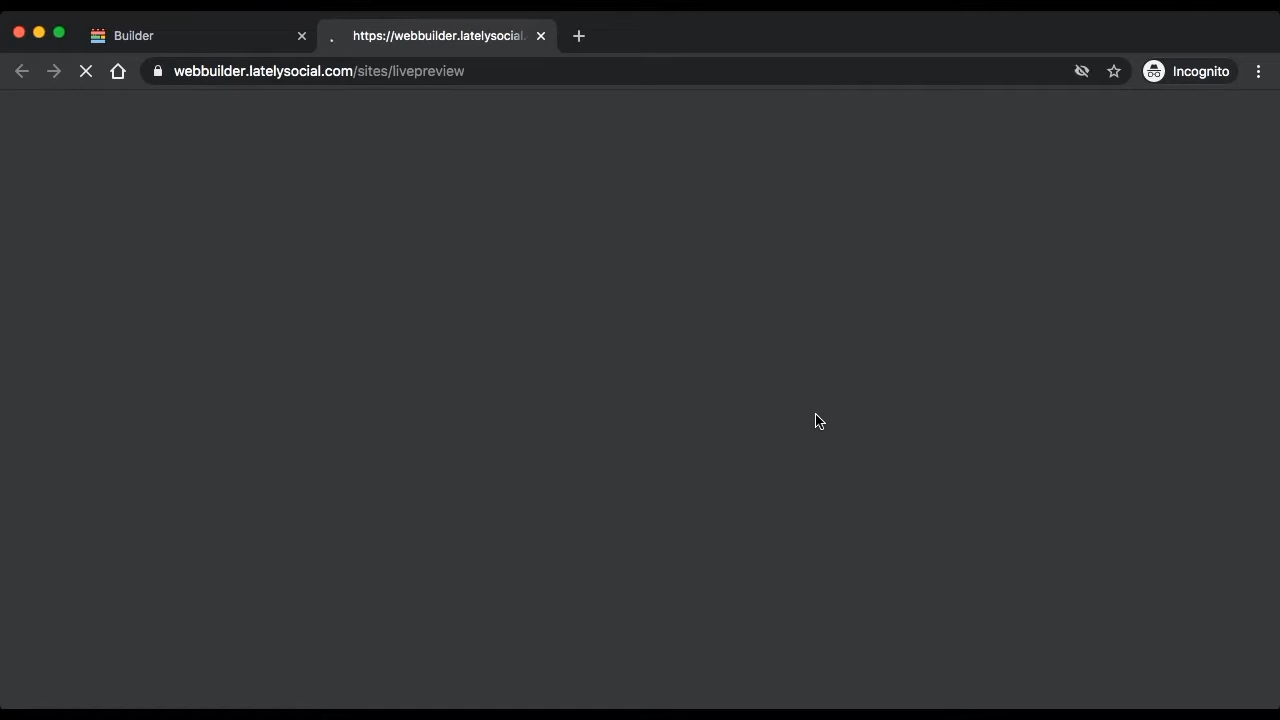 Builder
https://webbuilder.latelysocial.
webbuilder.latelysocial.com/sites/livepreview
Incognito